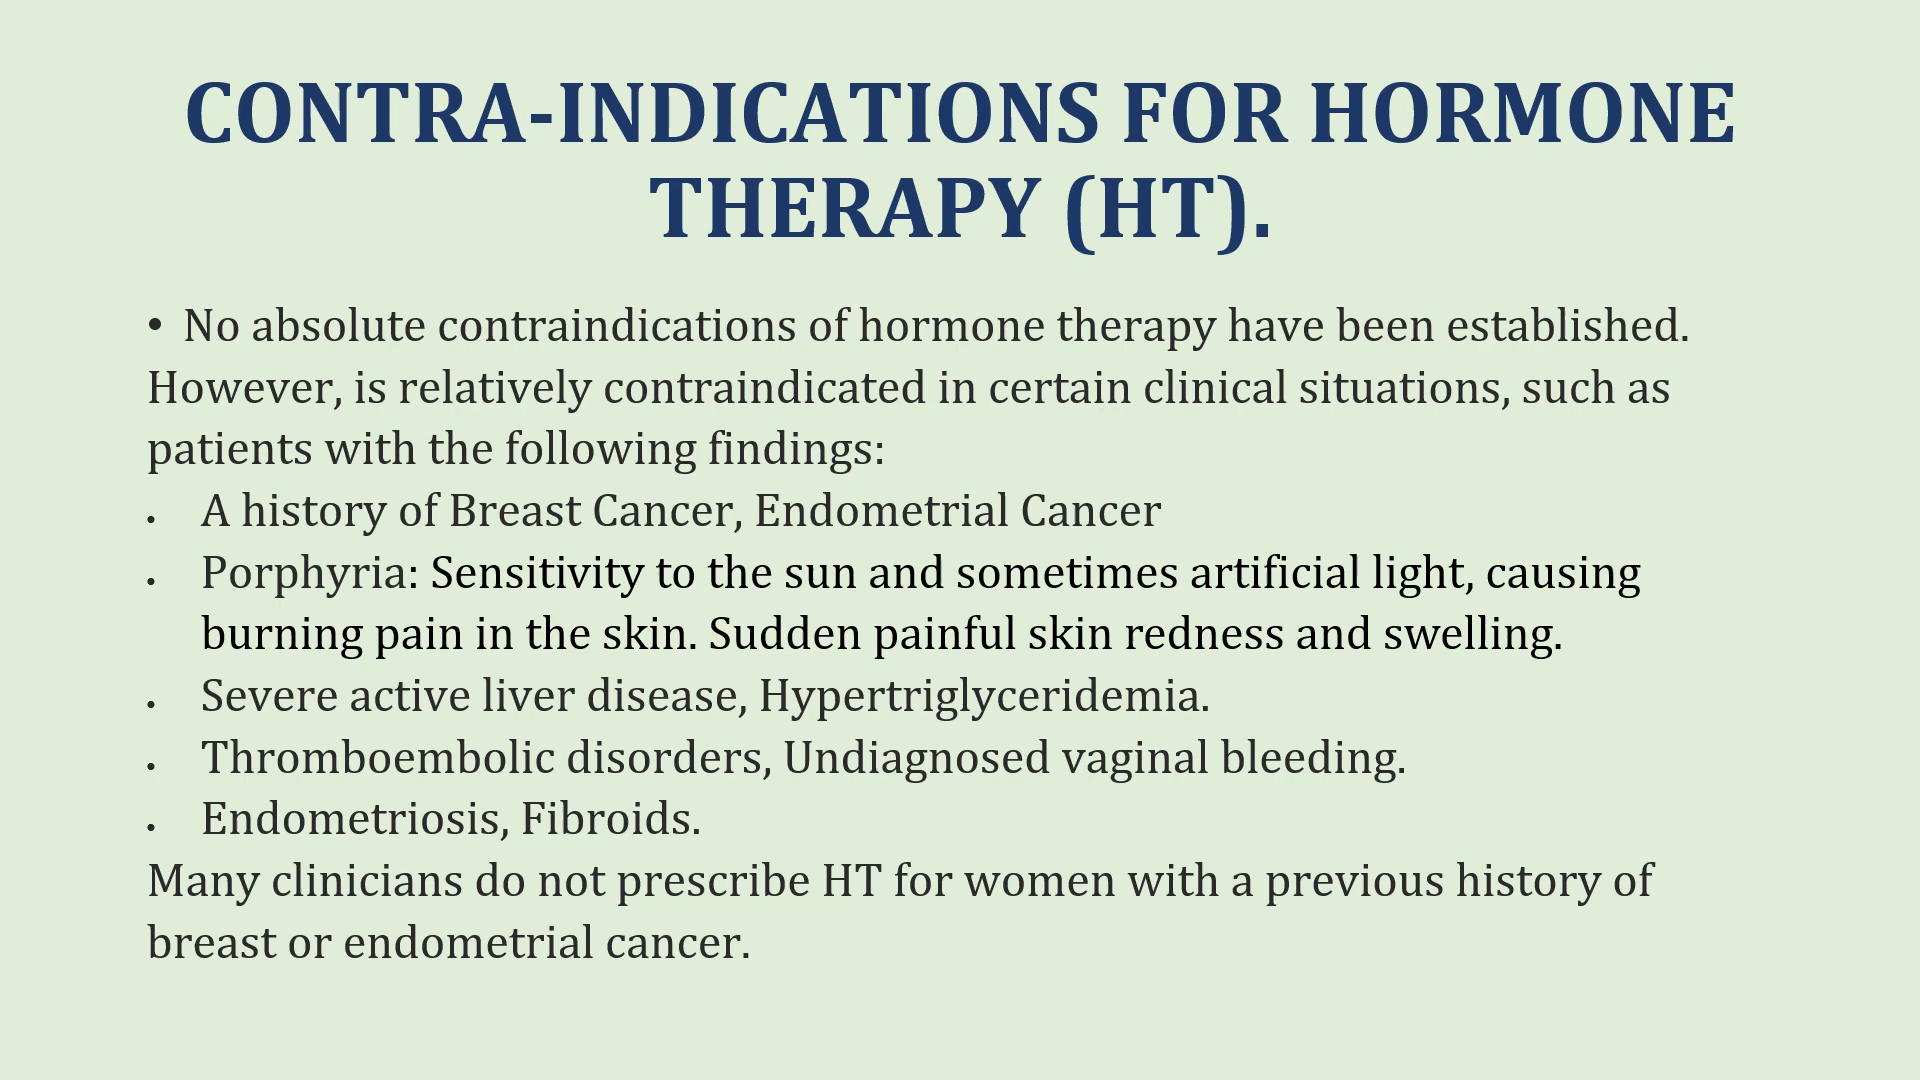 CONTRA-INDICATIONS FOR HORMONE
THERAPY (HT).
• No absolute contraindications of hormone therapy have been established.
However, is relatively contraindicated in certain clinical situations, such as
patients with the following findings:
• A history of Breast Cancer, Endometrial Cancer
• Porphyria: Sensitivity to the sun and sometimes artificial light, causing
burning pain in the skin. Sudden painful skin redness and swelling.
• Severe active liver disease, Hypertriglyceridemia.
• Thromboembolic disorders, Undiagnosed vaginal bleeding.
• Endometriosis, Fibroids.
Many clinicians do not prescribe HT for women with a previous history of
breast or endometrial cancer.